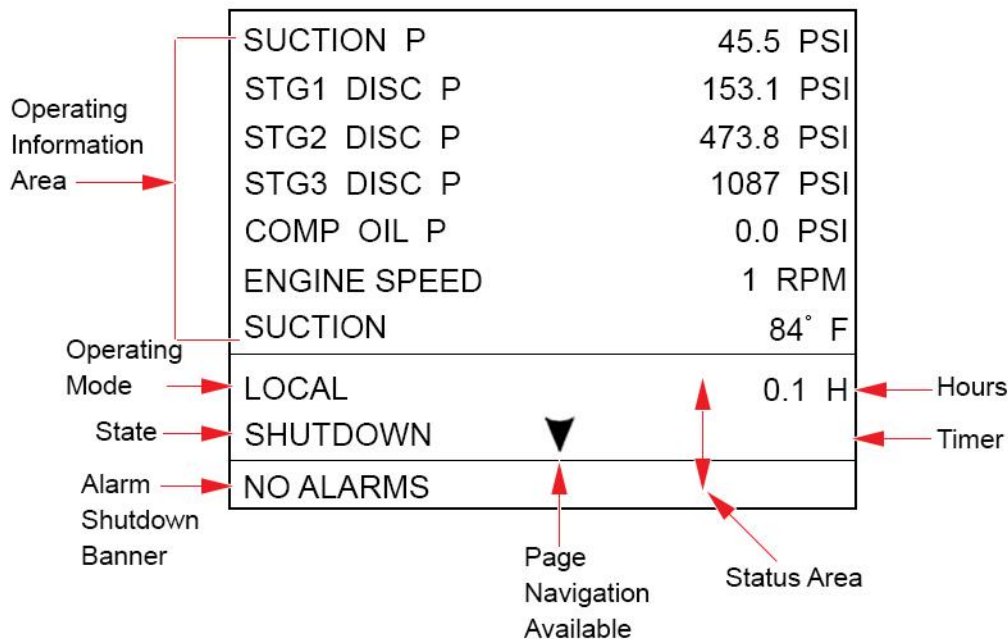 SUCTION P 45.5 PSI
STG1 DISC P 153.1 PSI
STG2 DISC P 473.8 PSI
STG3 DISC P 1087 PSI
COMP OIL P 0.0 PSI
ENGINE SPEED 1 RPM
SUCTION 84° F
LOCAL 0.1 H
SHUTDOWN
NO ALARMS
Operating
Information
Area
Operating
Mode
State
Alarm
Shutdown
Banner
Page
Navigation
Available
Status Area
Hours
Timer